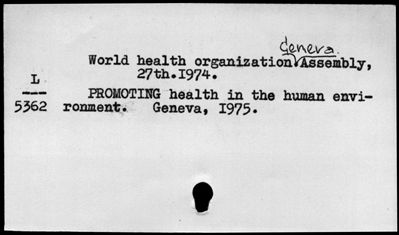 Geneva.
World health organization Assembly,
27th.1974.
L
5362
PROMOTING health in the human envi-
ronment. Geneva, 1975.